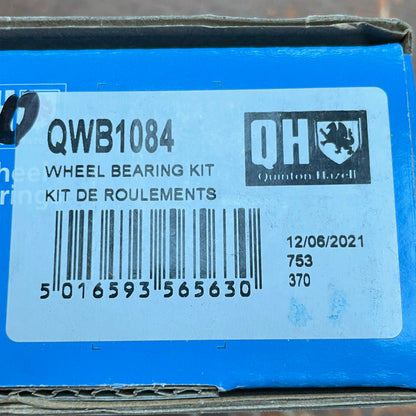 QWB1084
WHEEL BEARING KIT
KIT DE ROULEMENTS
QH
Quinton Hazell
12/06/2021
753
370
5 016593 565630